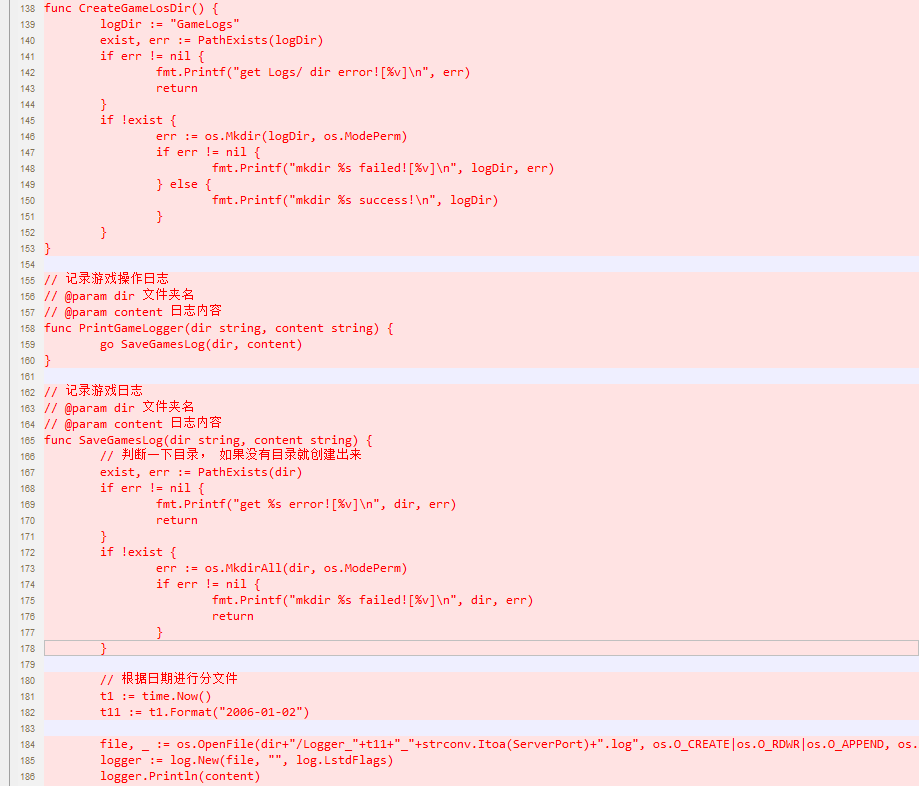 138 func CreateGameLosDir() {
139 logDir := "GameLogs"
140 exist, err := PathExists(logDir)
141 if err != nil {
142 fmt.Printf("get Logs/ dir error![%v]\n", err)
143 return
144 }
145 if !exist {
146 err := os.Mkdir(logDir, os.ModePerm)
147 if err != nil {
148 fmt.Printf("mkdir %s failed![%v]\n", logDir, err)
149 } else {
150 fmt.Printf("mkdir %s success!\n", logDir)
151 }
152 }
153 }
154
155 // 记录游戏操作日志
156 // @param dir 文件夹名
157 // @param content 日志内容
158 func PrintGameLogger(dir string, content string) {
159 go SaveGamesLog(dir, content)
160 }
161
162 // 记录游戏日志
163 // @param dir 文件夹名
164 // @param content 日志内容
165 func SaveGamesLog(dir string, content string) {
166 // 判断一下目录， 如果没有目录就创建出来
167 exist, err := PathExists(dir)
168 if err != nil {
169 fmt.Printf("get %s error![%v]\n", dir, err)
170 return
171 }
172 if !exist {
173 err := os.MkdirAll(dir, os.ModePerm)
174 if err != nil {
175 fmt.Printf("mkdir %s failed![%v]\n", dir, err)
176 return
177 }
178 }
179
180 // 根据日期进行分文件
181 t1 := time.Now()
182 t11 := t1.Format("2006-01-02")
183
184 file, _ := os.OpenFile(dir+"/Logger_"+t11+"_"+strconv.Itoa(ServerPort)+".log", os.O_CREATE|os.O_RDWR|os.O_APPEND, os.
185 logger := log.New(file, "", log.LstdFlags)
186 logger.Println(content)